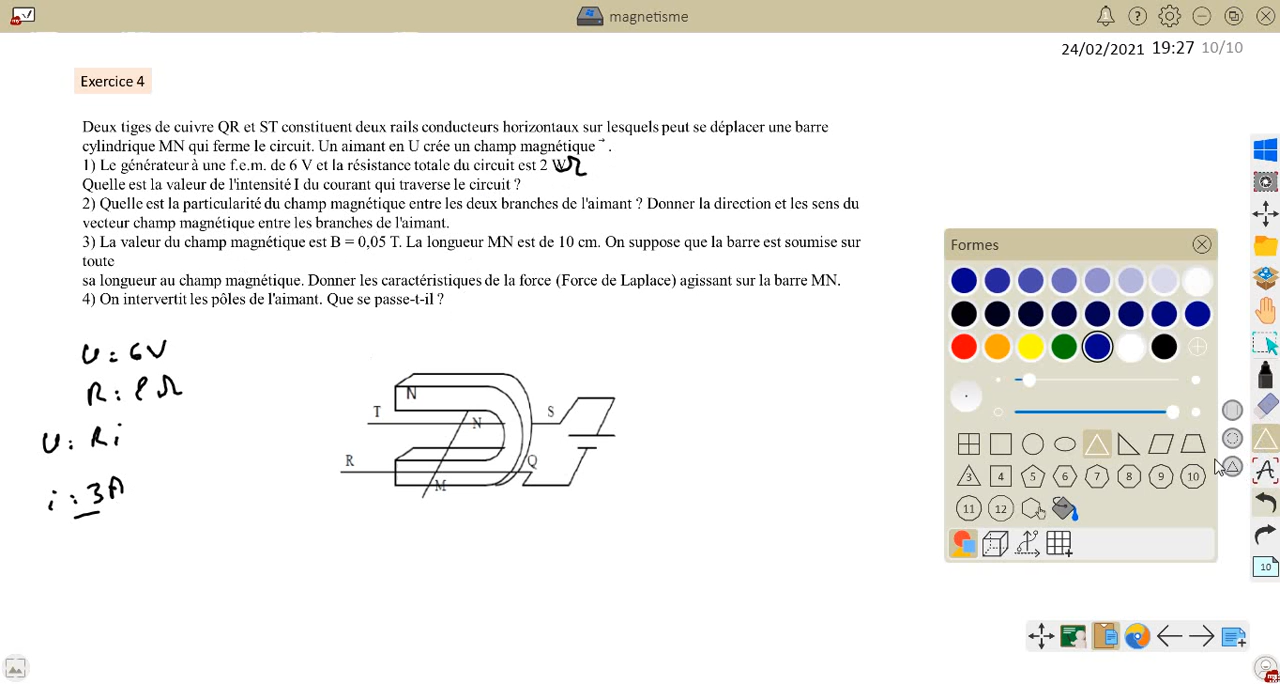 magnetisme
24/02/2021 19:27 10/10
Exercice 4
Deux tiges de cuivre QR et ST constituent deux rails conducteurs horizontaux sur lesquels peut se déplacer une barre
cylindrique MN qui ferme le circuit. Un aimant en U crée un champ magnétique → .
1) Le générateur à une f.e.m. de 6 V et la résistance totale du circuit est 2 Ω
Quelle est la valeur de l'intensité I du courant qui traverse le circuit ?
2) Quelle est la particularité du champ magnétique entre les deux branches de l'aimant ? Donner la direction et les sens du
vecteur champ magnétique entre les branches de l'aimant.
3) La valeur du champ magnétique est B = 0,05 T. La longueur MN est de 10 cm. On suppose que la barre est soumise sur
toute
sa longueur au champ magnétique. Donner les caractéristiques de la force (Force de Laplace) agissant sur la barre MN.
4) On intervertit les pôles de l'aimant. Que se passe-t-il ?
U : 6V
R : 2 Ω
U : Ri
i : 3A
N
T
N
S
R
Q
M
Formes
3 4 5 6 7 8 9 10
11 12
10